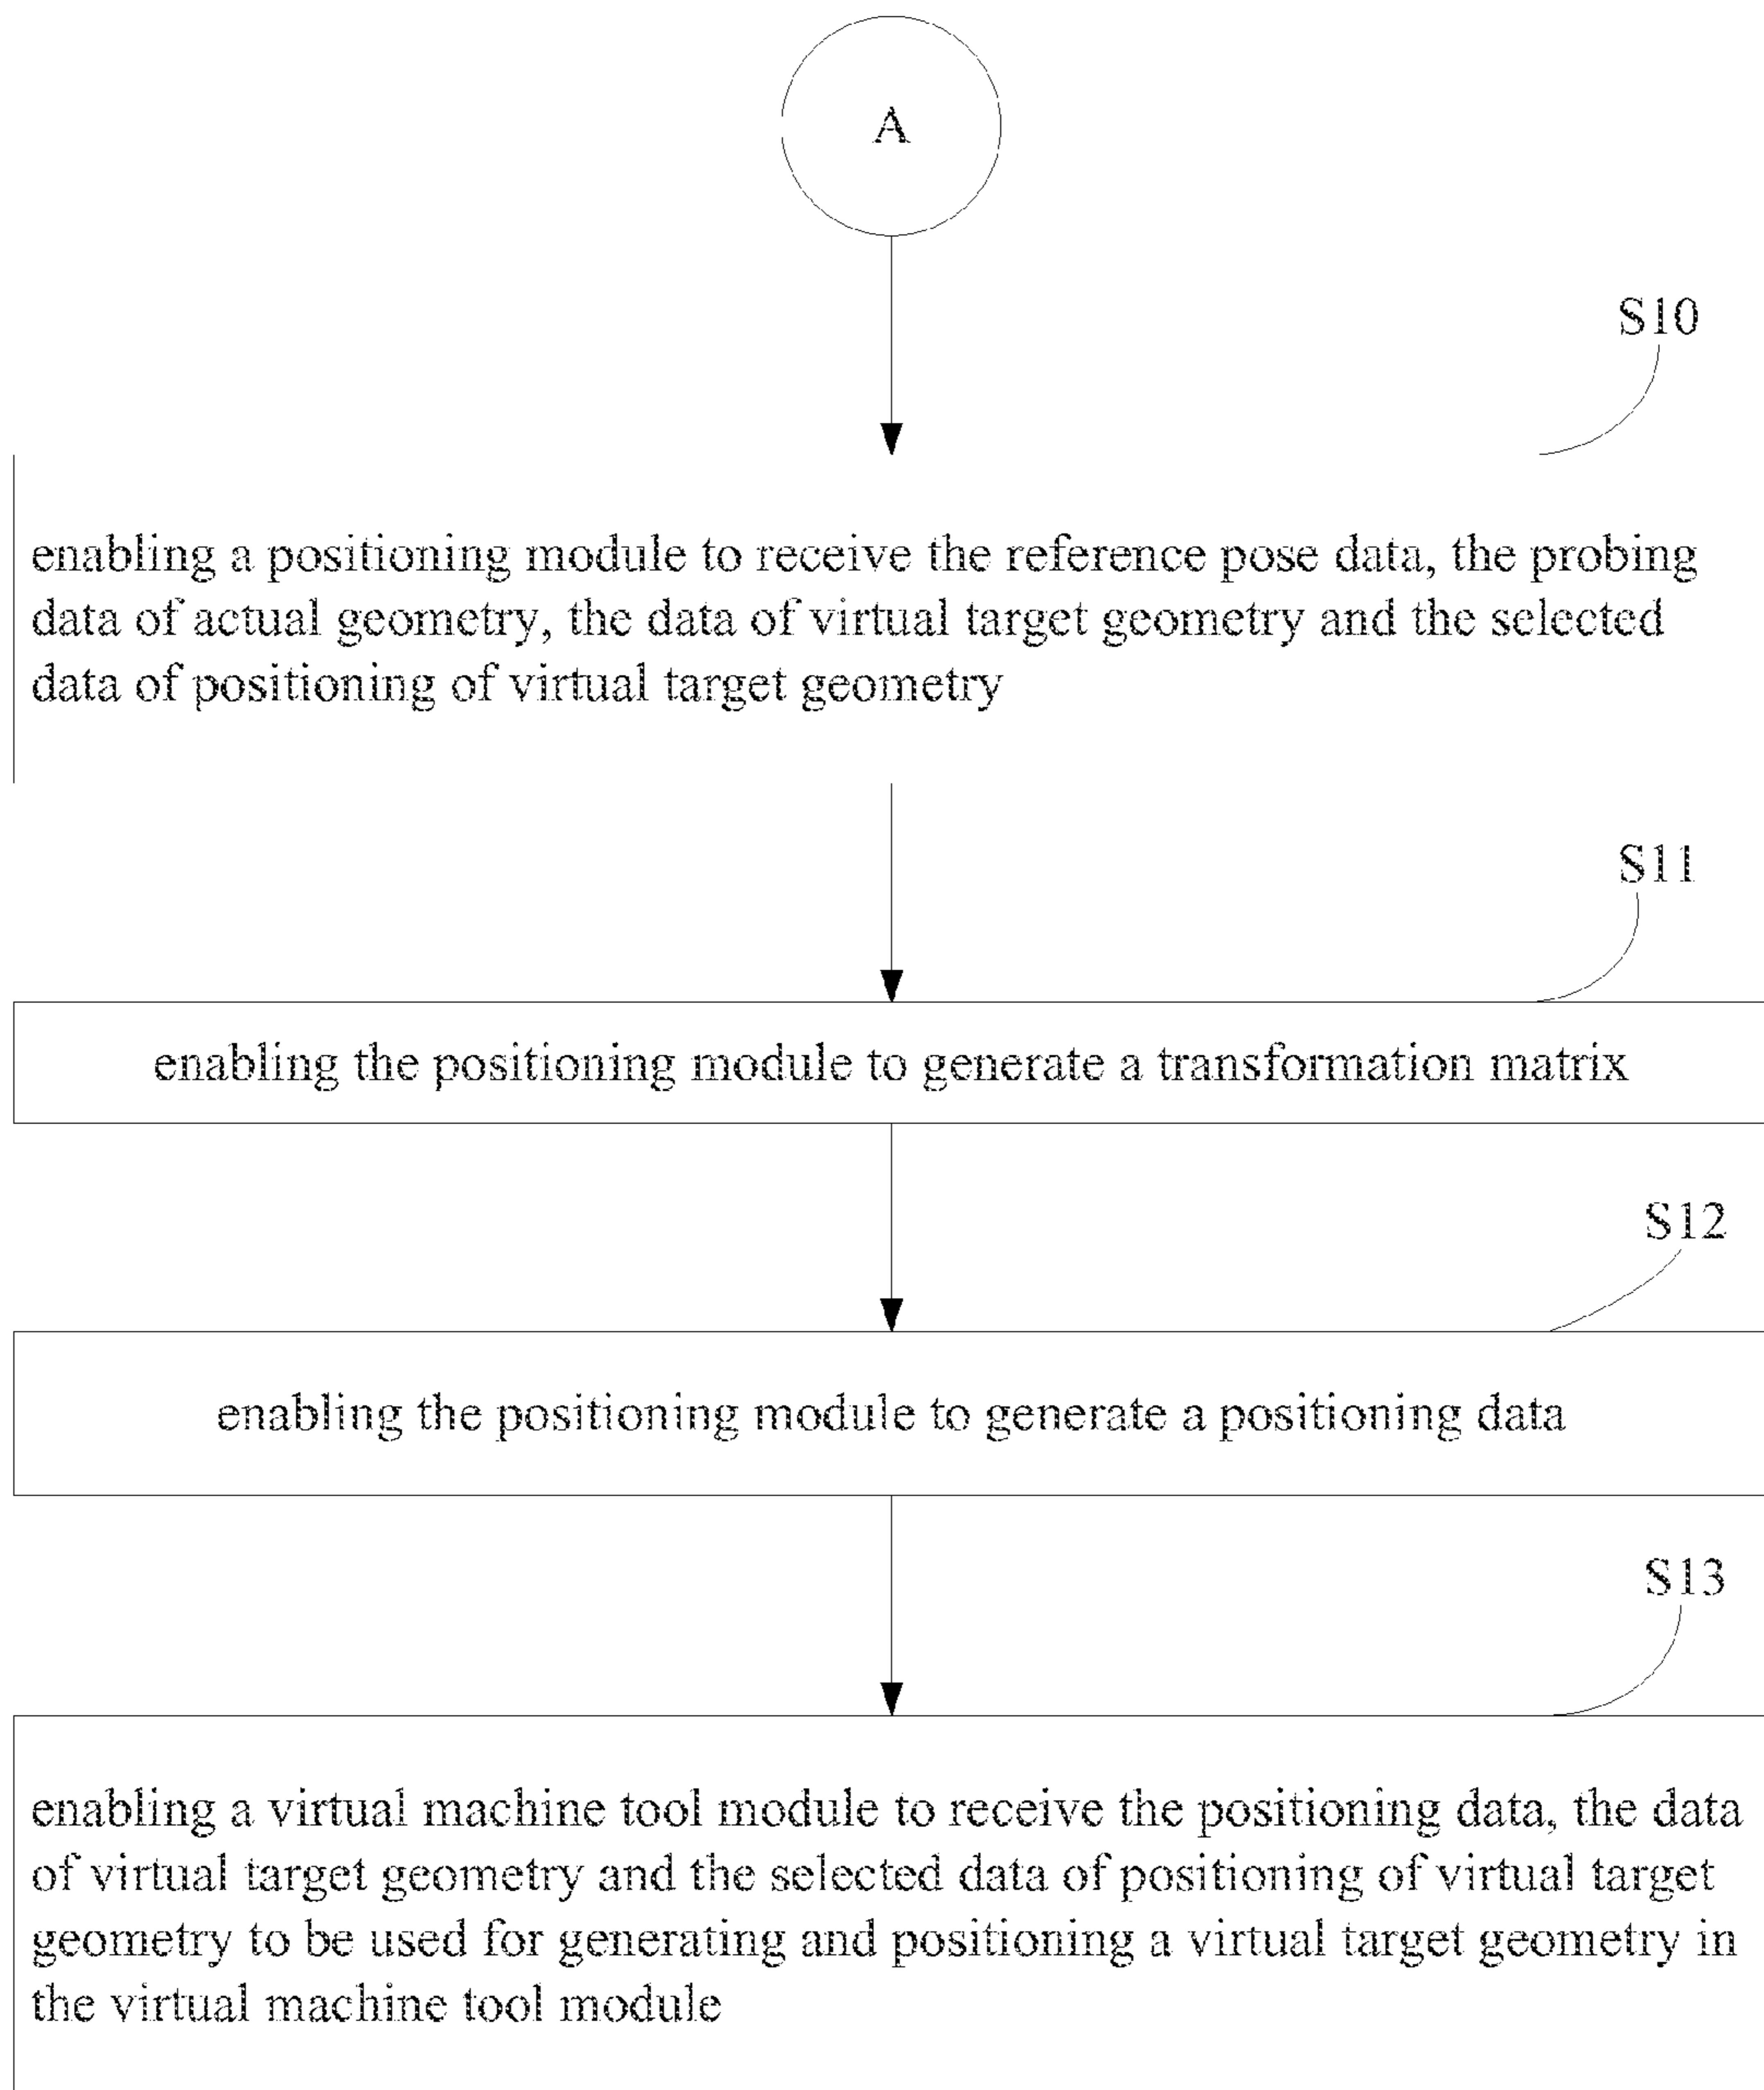 A
S10
enabling a positioning module to receive the reference pose data, the probing
data of actual geometry, the data of virtual target geometry and the selected
data of positioning of virtual target geometry
S11
enabling the positioning module to generate a transformation matrix
S12
enabling the positioning module to generate a positioning data
S13
enabling a virtual machine tool module to receive the positioning data, the data
of virtual target geometry and the selected data of positioning of virtual target
geometry to be used for generating and positioning a virtual target geometry in
the virtual machine tool module